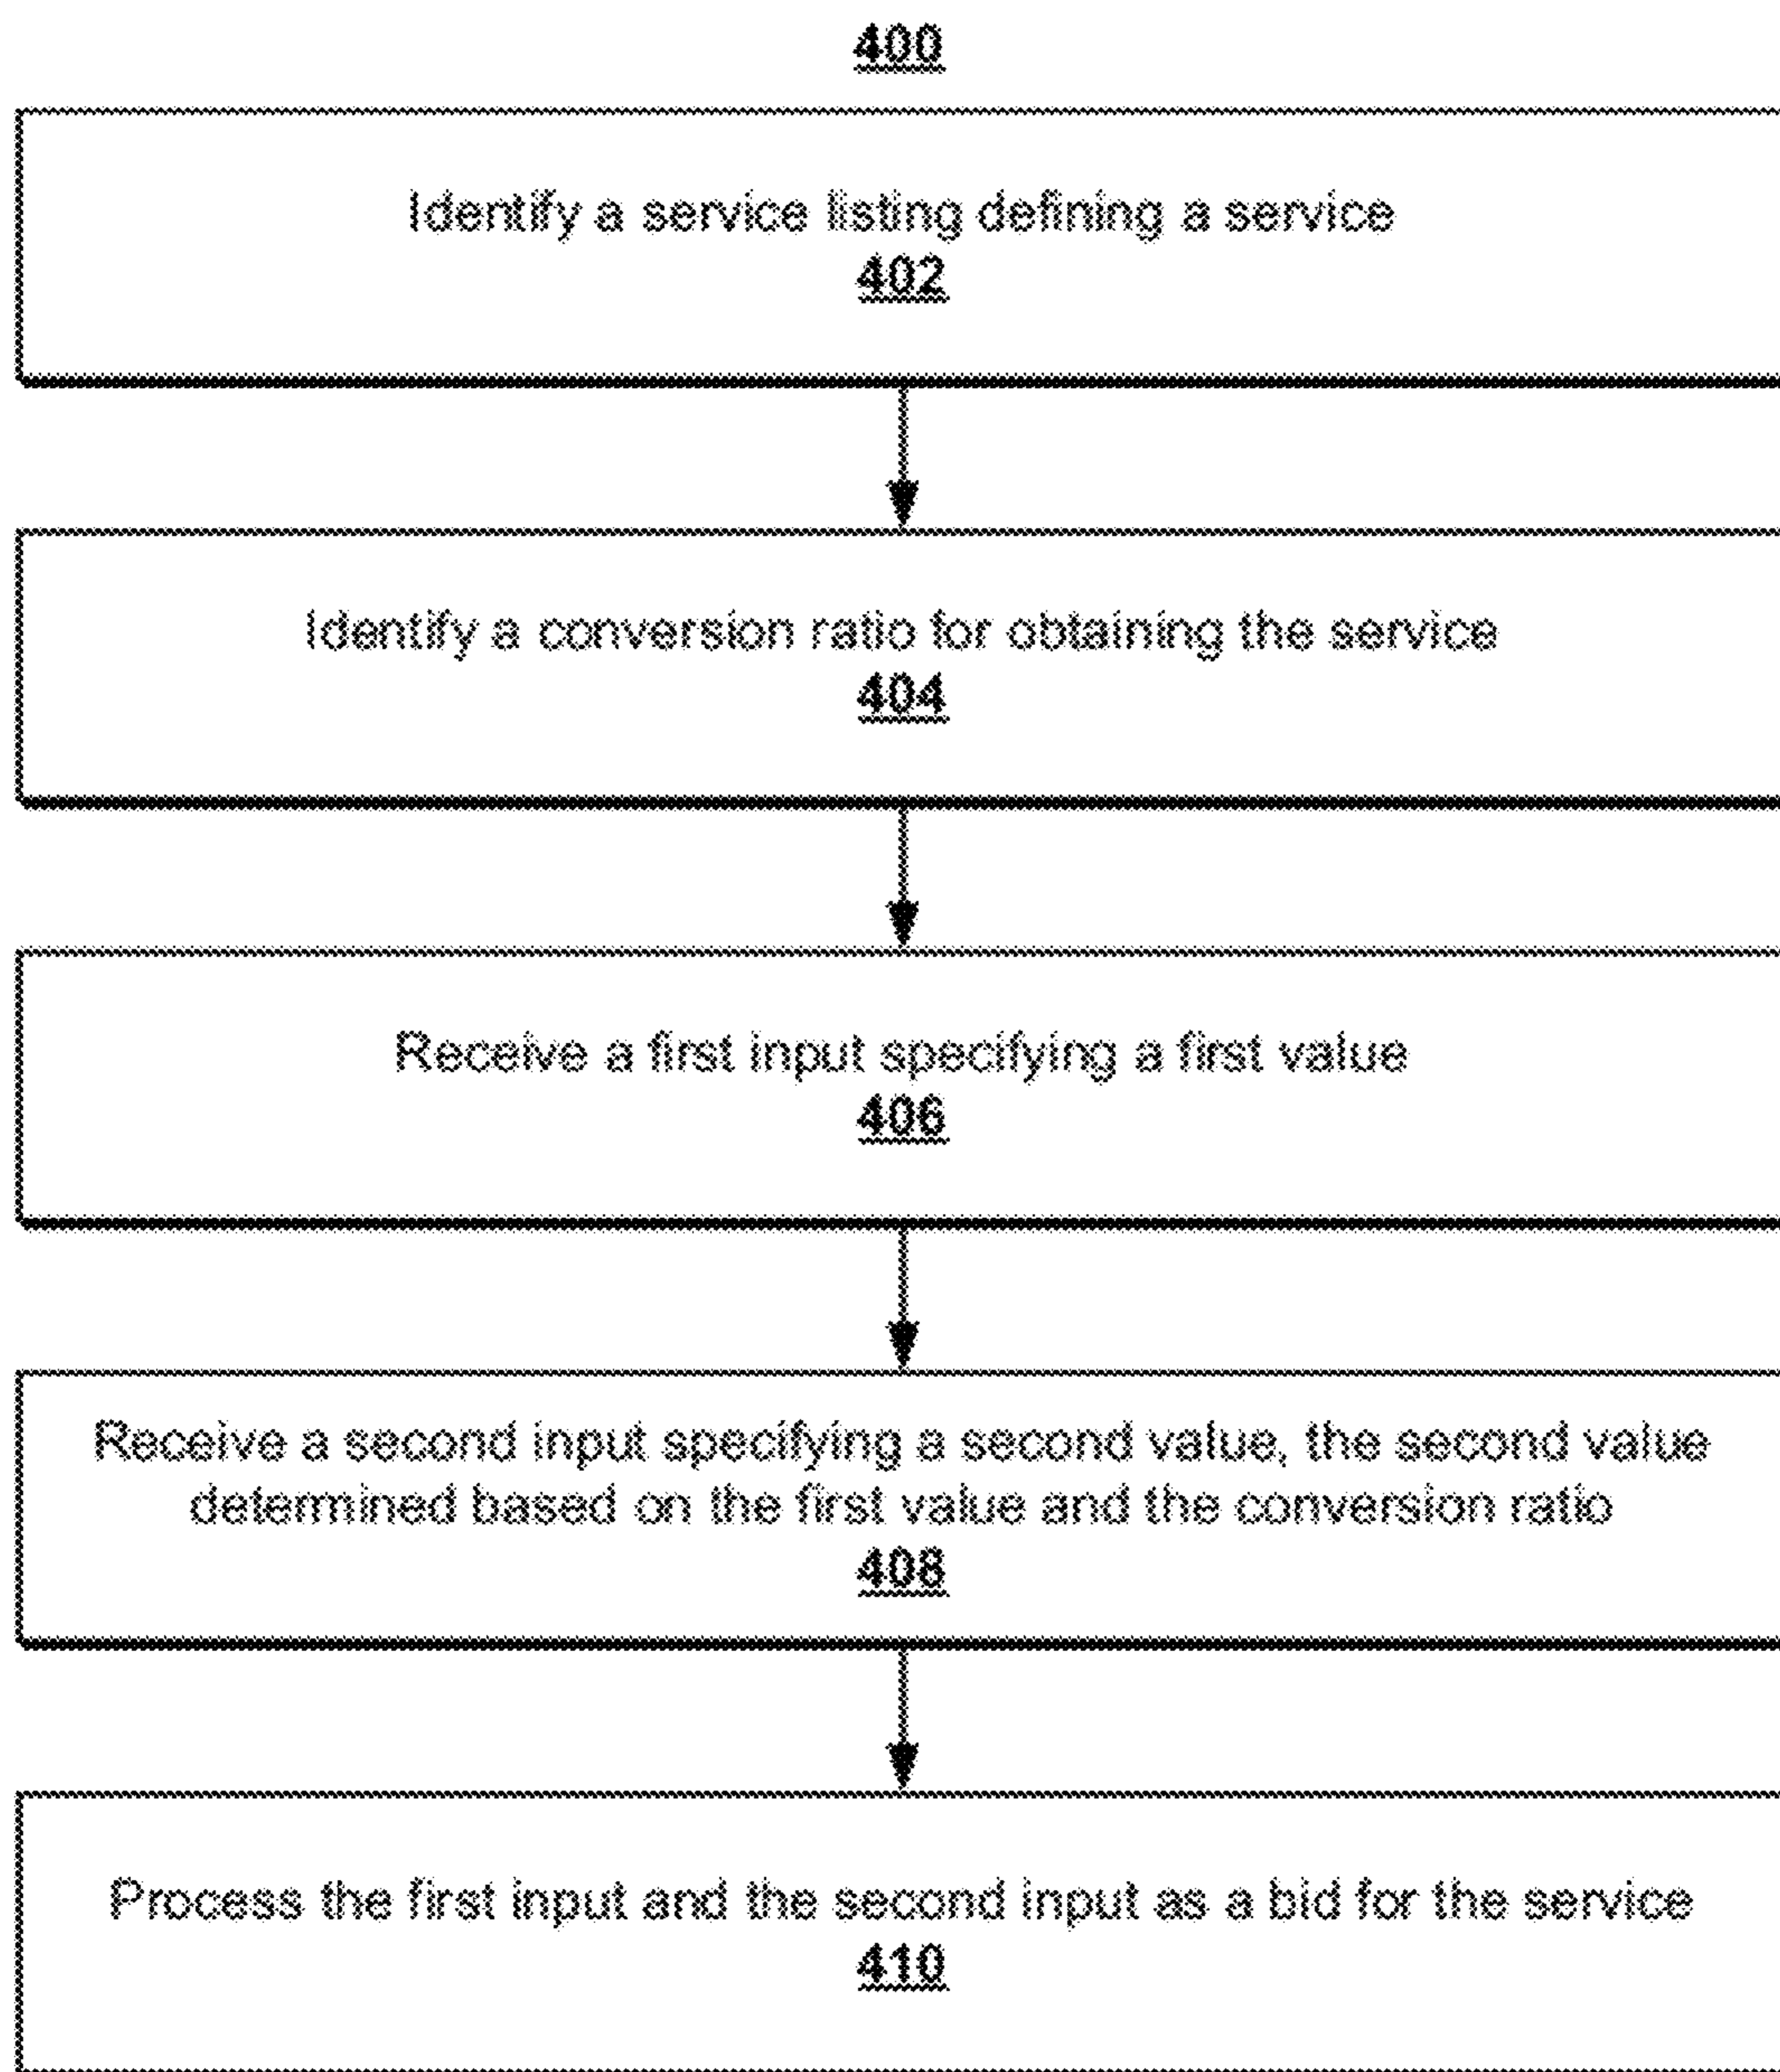 400
Identify a service listing defining a service
402
Identify a conversion ratio for obtaining the service
404
Receive a first input specifying a first value
406
Receive a second input specifying a second value, the second value
determined based on the first value and the conversion ratio
408
Process the first input and the second input as a bid for the service
410